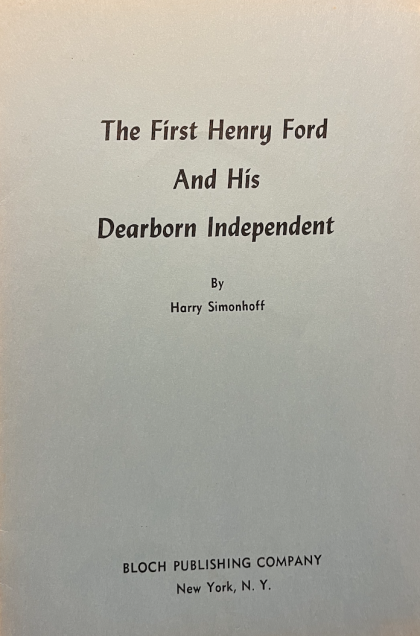 The First Henry Ford
And His
Dearborn Independent
By
Harry Simonhoff
BLOCH PUBLISHING COMPANY
New York, N. Y.